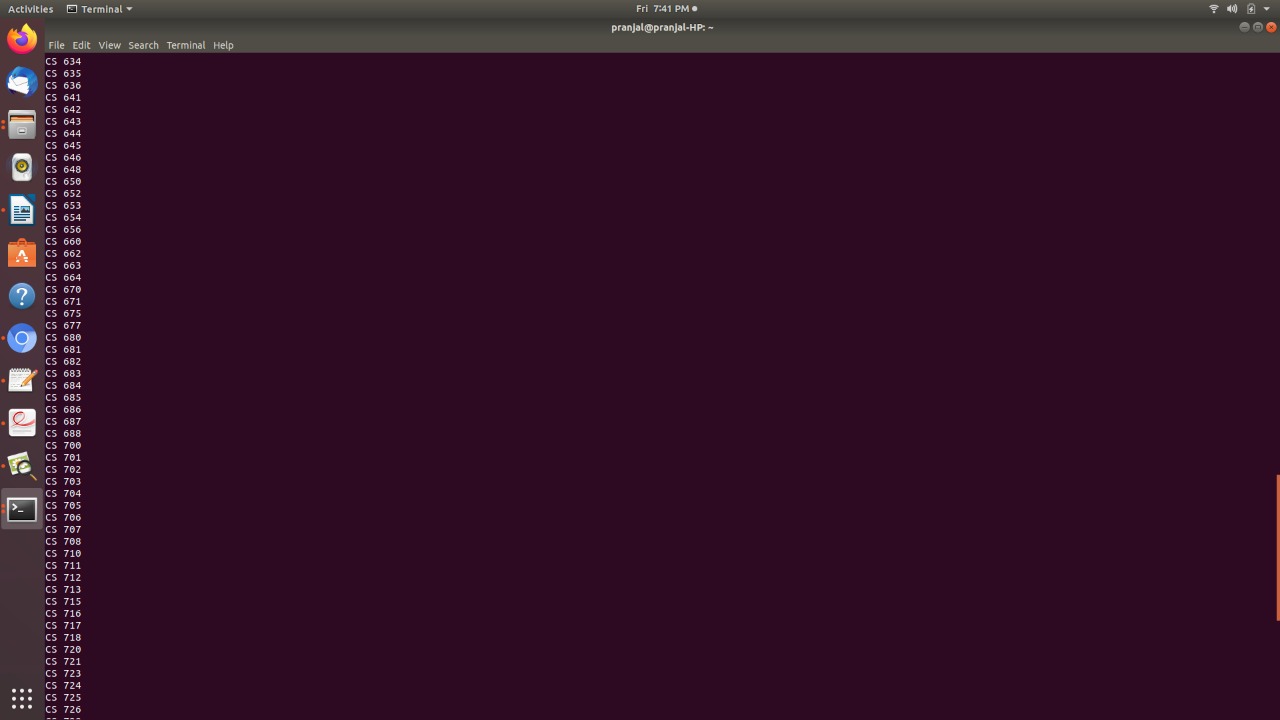 Activities Terminal Fri 7:41 PM
pranjal@pranjal-HP: ~
File Edit View Search Terminal Help
CS 634
CS 635
CS 636
CS 641
CS 642
CS 643
CS 644
CS 645
CS 646
CS 648
CS 650
CS 652
CS 653
CS 654
CS 656
CS 660
CS 662
CS 663
CS 664
CS 670
CS 671
CS 675
CS 677
CS 680
CS 681
CS 682
CS 683
CS 684
CS 685
CS 686
CS 687
CS 688
CS 700
CS 701
CS 702
CS 703
CS 704
CS 705
CS 706
CS 707
CS 708
CS 710
CS 711
CS 712
CS 713
CS 715
CS 716
CS 717
CS 718
CS 720
CS 721
CS 723
CS 724
CS 725
CS 726